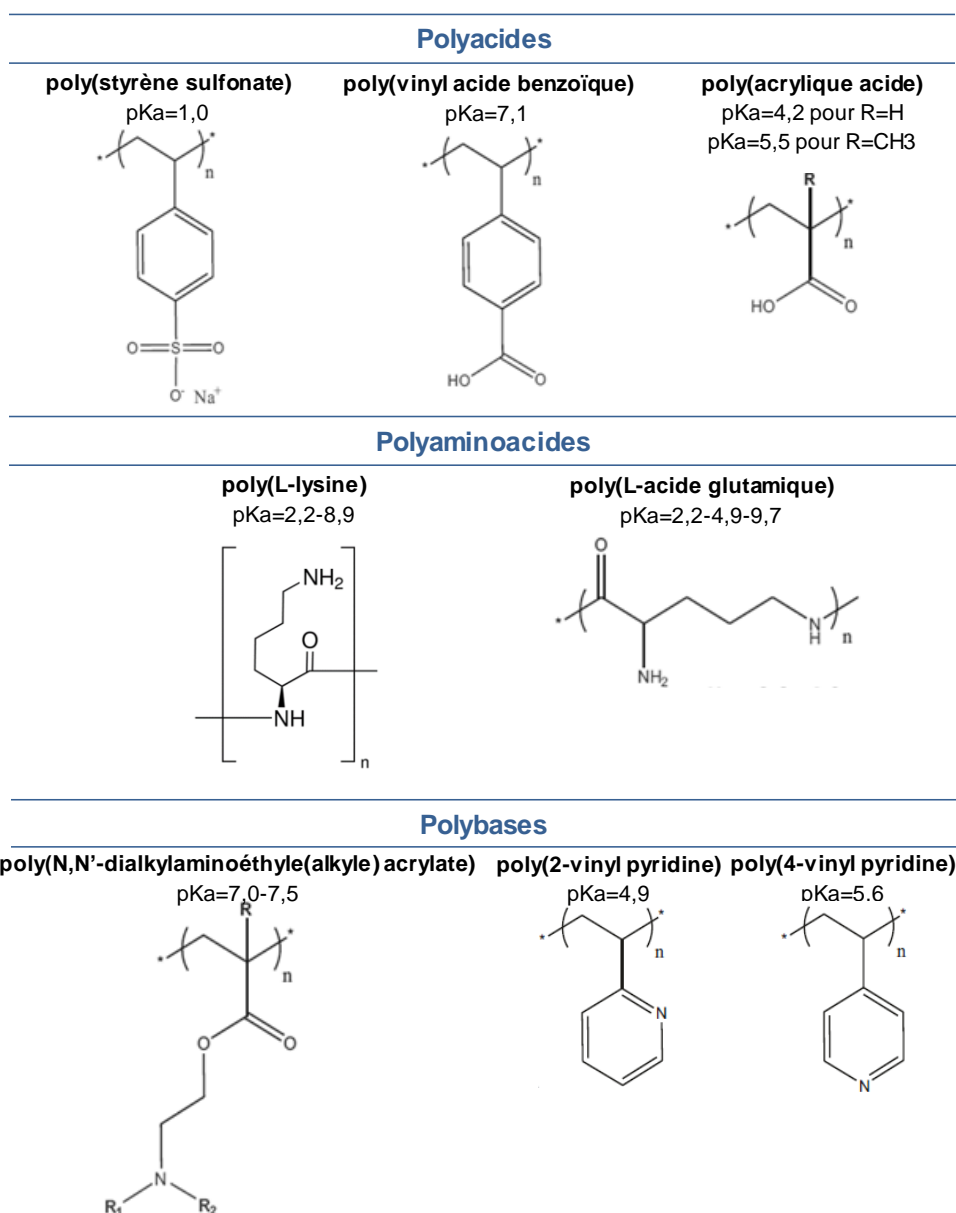 Polyacides
poly(styrène sulfonate) poly(vinyl acide benzoïque) poly(acrylique acide)
pKa=1,0 pKa=7,1 pKa=4,2 pour R=H
pKa=5,5 pour R=CH3
* ( ) * n
* ( ) * n
R
* ( ) * n
HO O
O S O
O- Na+
HO O
Polyaminoacides
poly(L-lysine) poly(L-acide glutamique)
pKa=2,2-8,9 pKa=2,2-4,9-9,7
NH2
O
NH
n
O
* ( ) n
N
H
NH2
Polybases
poly(N,N’-dialkylaminoéthyle(alkyle) acrylate) poly(2-vinyl pyridine) poly(4-vinyl pyridine)
pKa=7,0-7,5 pKa=4,9 pKa=5.6
R
* ( ) * n
* ( ) * n
* ( ) * n
O O
N
N
N
R1 R2